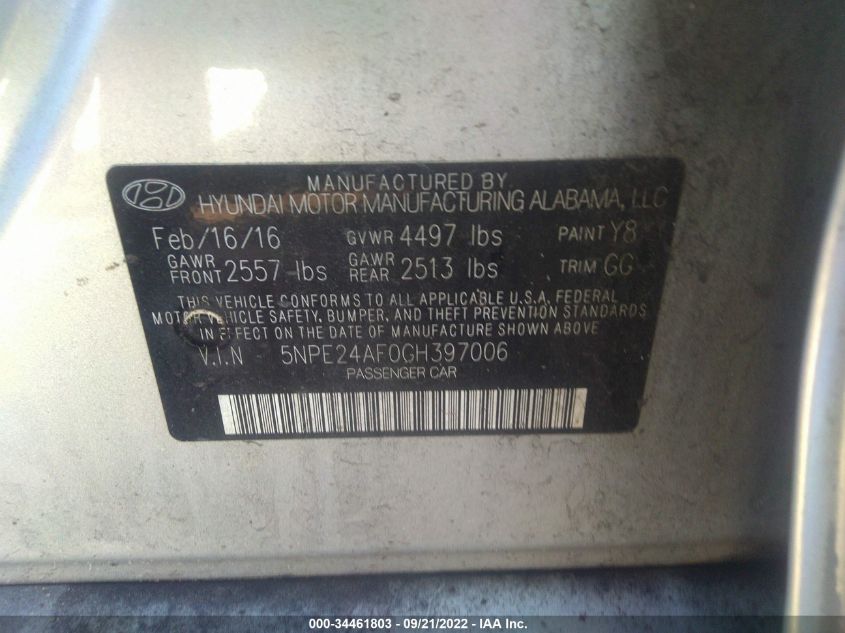 MANUFACTURED BY
HYUNDAI MOTOR MANUFACTURING ALABAMA, LLC
Feb/16/16 GVWR 4497 lbs PAINT Y8
GAWR FRONT 2557 lbs GAWR REAR 2513 lbs TRIM GG
THIS VEHICLE CONFORMS TO ALL APPLICABLE U.S.A. FEDERAL
MOTOR VEHICLE SAFETY, BUMPER, AND THEFT PREVENTION STANDARDS
IN EFFECT ON THE DATE OF MANUFACTURE SHOWN ABOVE
V.I.N 5NPE24AF0GH397006
PASSENGER CAR
000-34461803 - 09/21/2022 - IAA Inc.